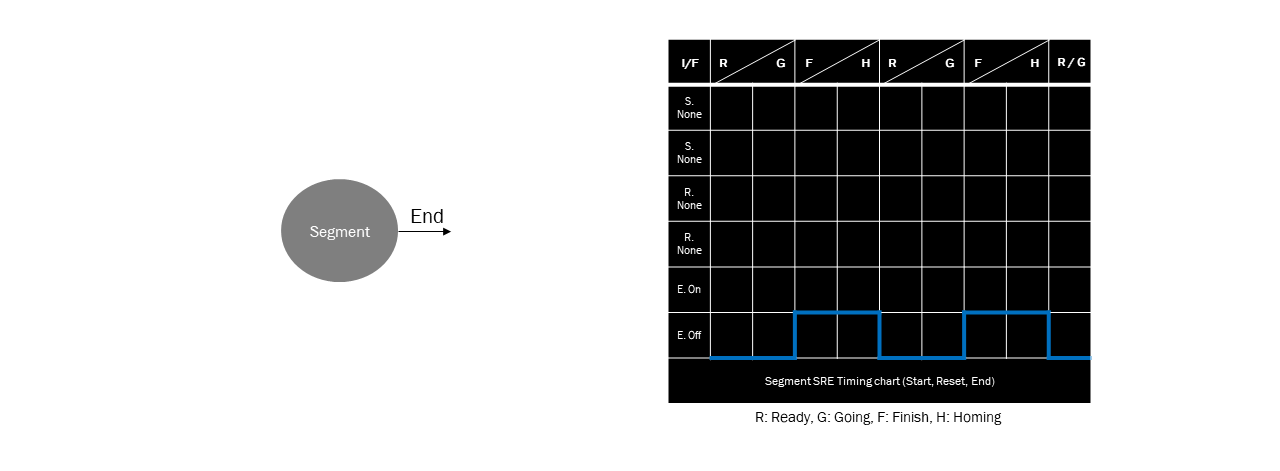 End
Segment
I/F R G F H R G F H R / G
S.
None
S.
None
R.
None
R.
None
E. On
E. Off
Segment SRE Timing chart (Start, Reset, End)
R: Ready, G: Going, F: Finish, H: Homing